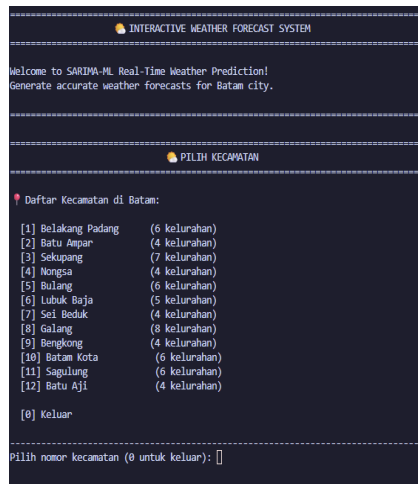 ================================================================
🌤 INTERACTIVE WEATHER FORECAST SYSTEM
================================================================
Welcome to SARIMA-ML Real-Time Weather Prediction!
Generate accurate weather forecasts for Batam city.
================================================================
================================================================
🌤 PILIH KECAMATAN
================================================================
📍 Daftar Kecamatan di Batam:
[1] Belakang Padang (6 kelurahan)
[2] Batu Ampar (4 kelurahan)
[3] Sekupang (7 kelurahan)
[4] Nongsa (4 kelurahan)
[5] Bulang (6 kelurahan)
[6] Lubuk Baja (5 kelurahan)
[7] Sei Beduk (4 kelurahan)
[8] Galang (8 kelurahan)
[9] Bengkong (4 kelurahan)
[10] Batam Kota (6 kelurahan)
[11] Sagulung (6 kelurahan)
[12] Batu Aji (4 kelurahan)
[0] Keluar
----------------------------------------------------------------
Pilih nomor kecamatan (0 untuk keluar):